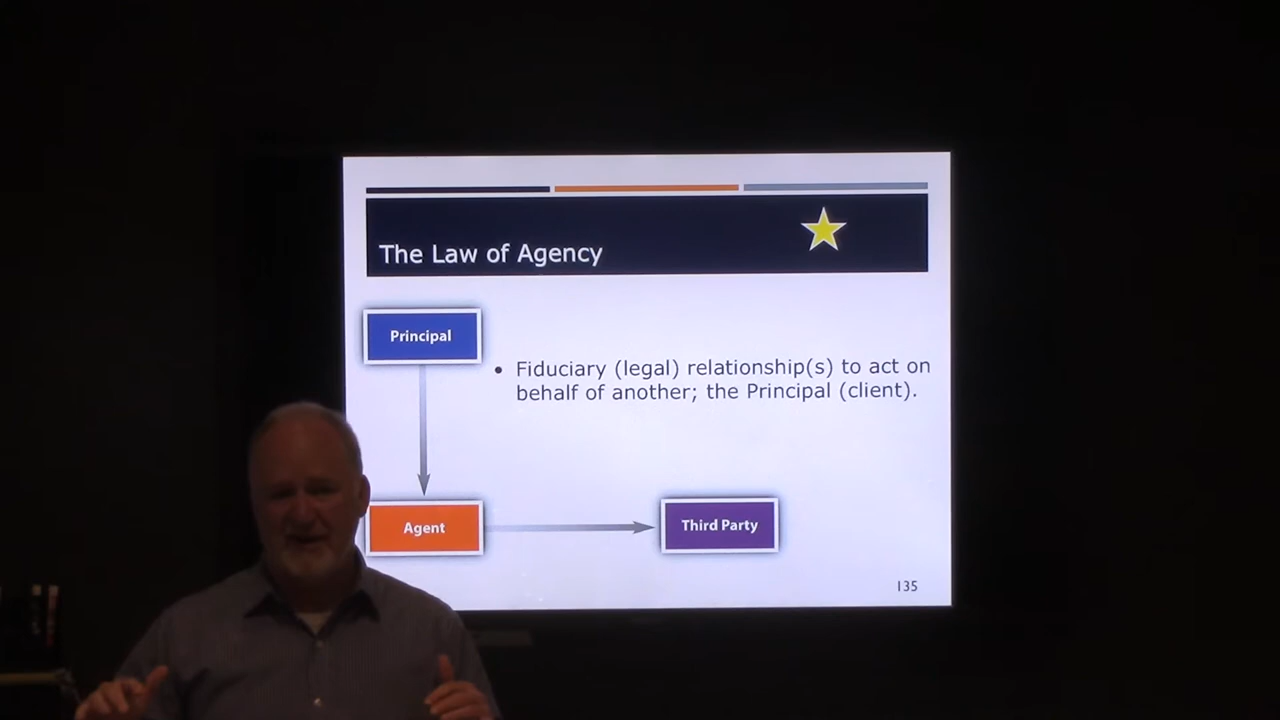 The Law of Agency
Principal
• Fiduciary (legal) relationship(s) to act on
behalf of another; the Principal (client).
Agent
Third Party
135